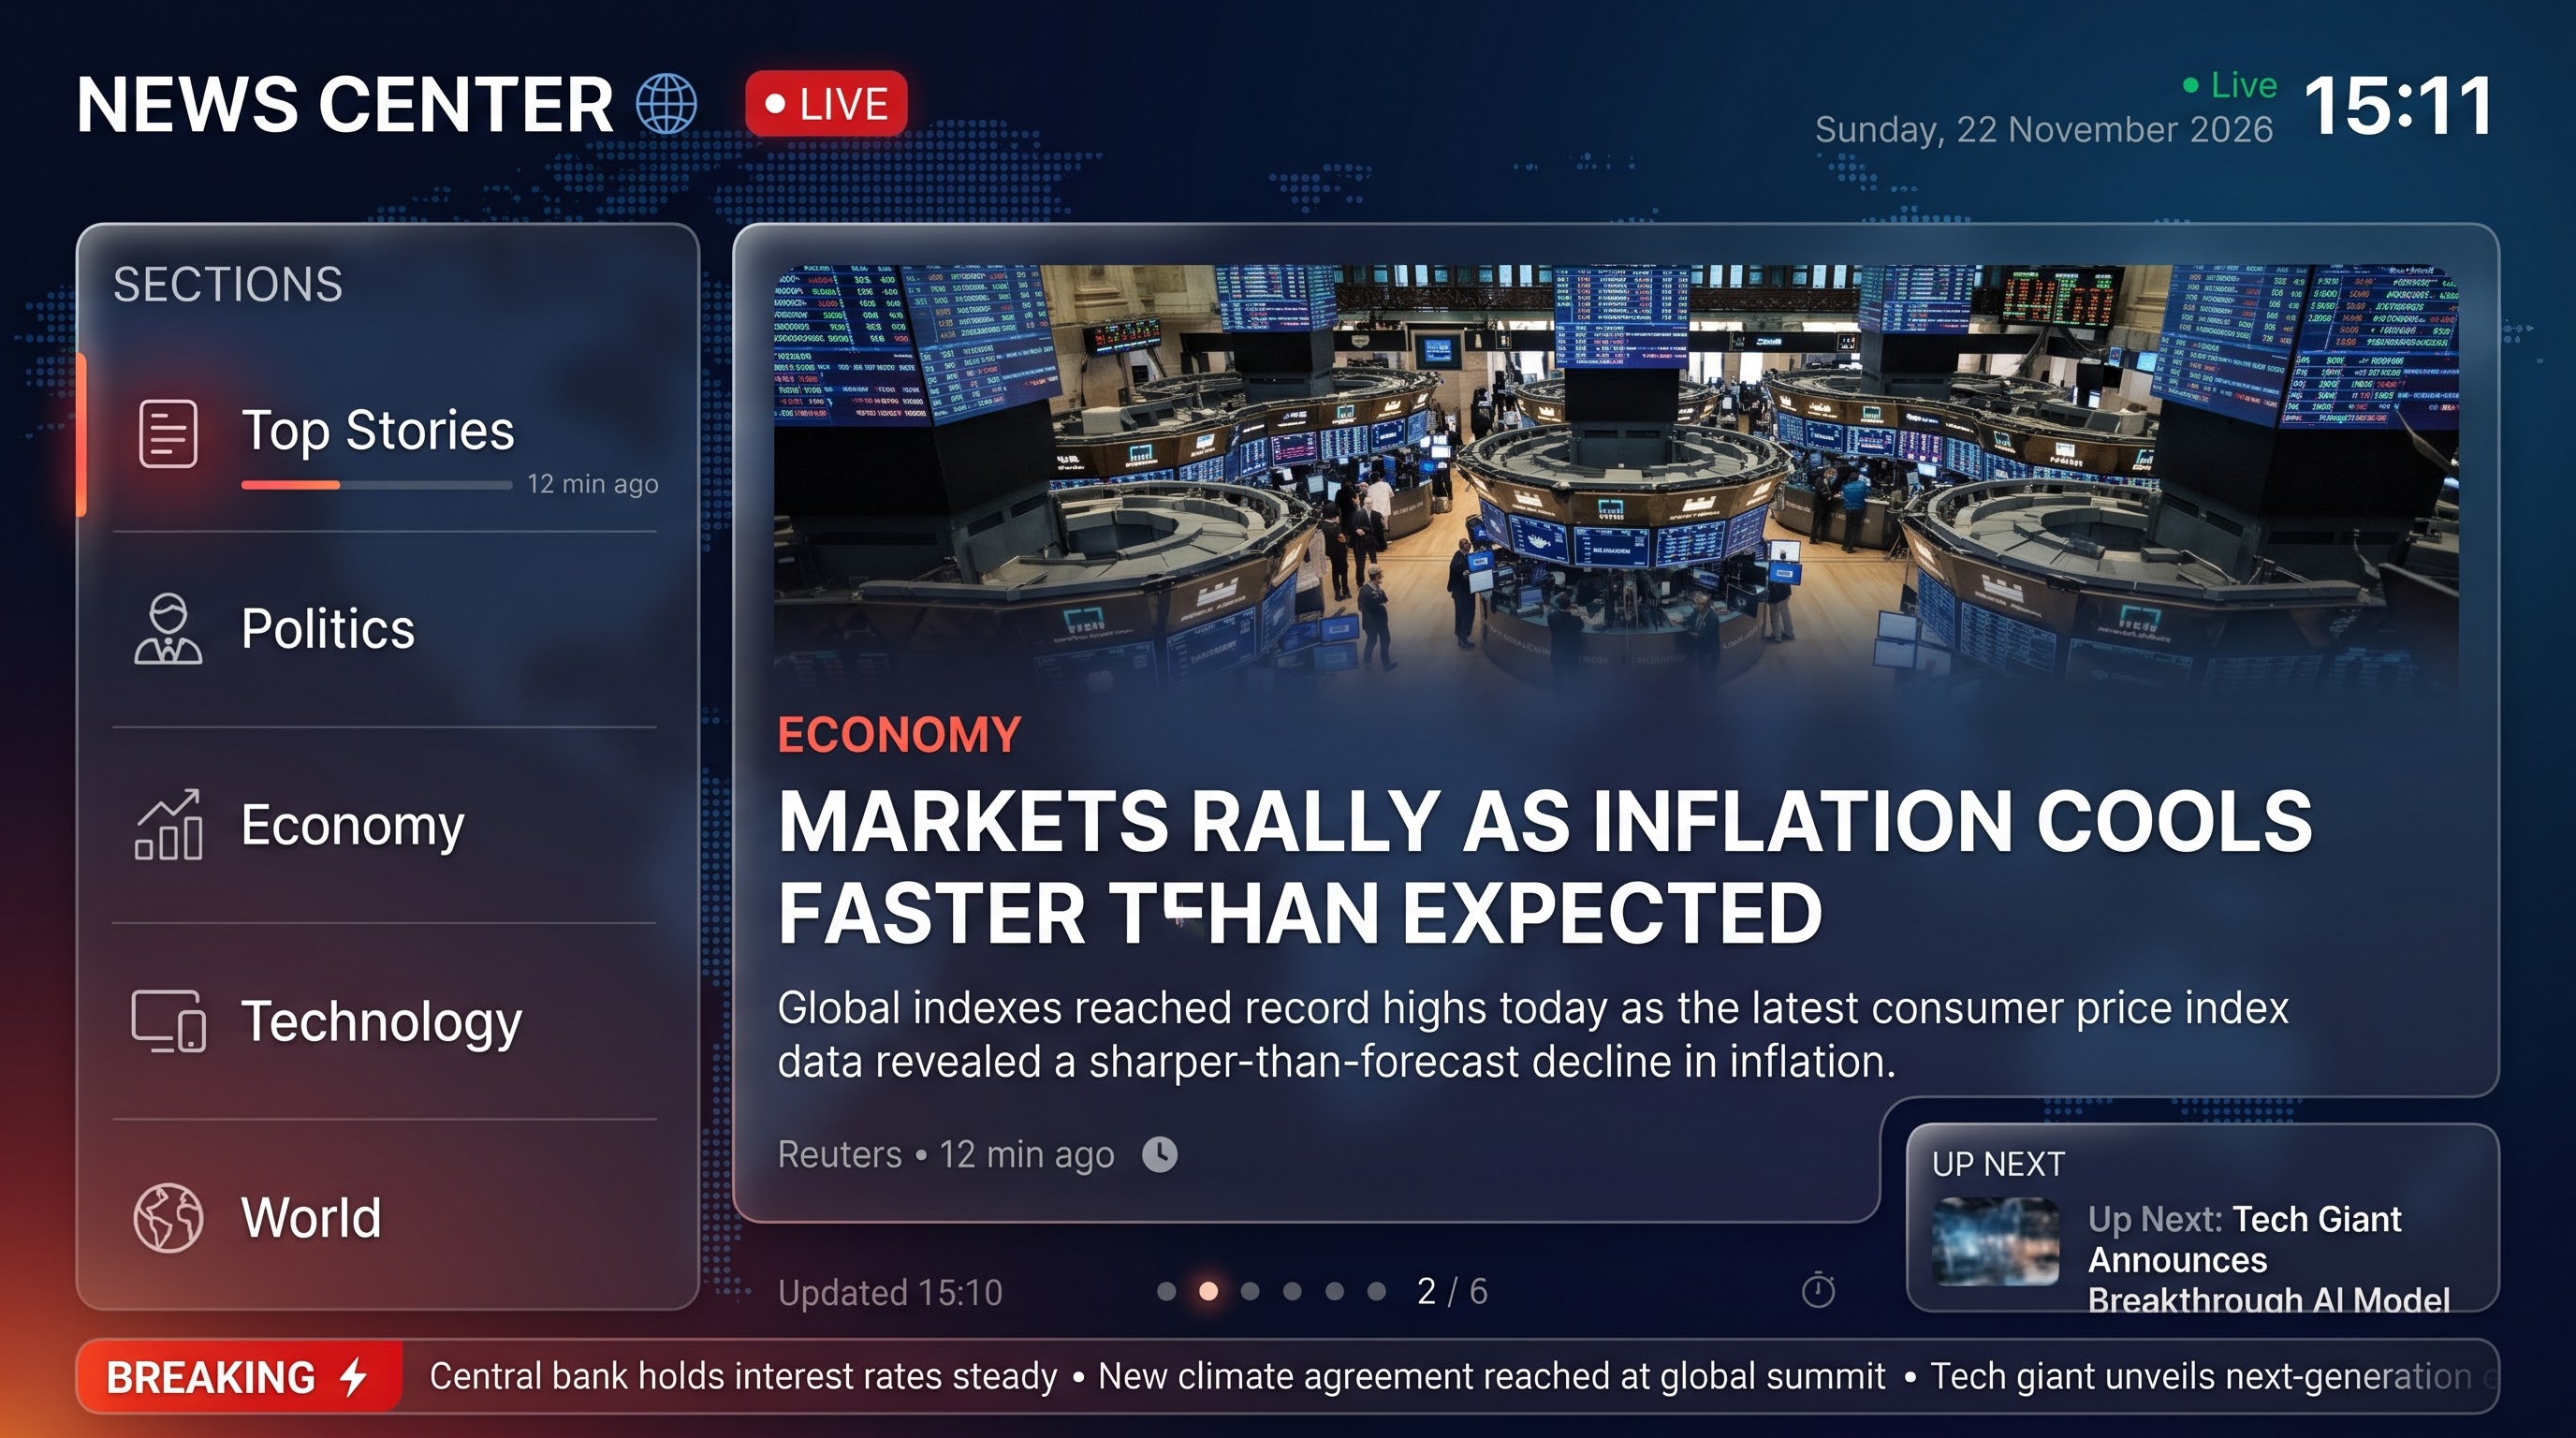 NEWS CENTER
• LIVE
• Live
Sunday, 22 November 2026
15:11
SECTIONS
Top Stories
12 min ago
Politics
Economy
Technology
World
ECONOMY
MARKETS RALLY AS INFLATION COOLS
FASTER THAN EXPECTED
Global indexes reached record highs today as the latest consumer price index
data revealed a sharper-than-forecast decline in inflation.
Reuters • 12 min ago
UP NEXT
Up Next: Tech Giant
Announces
Breakthrough AI Model
Updated 15:10
2 / 6
BREAKING
Central bank holds interest rates steady • New climate agreement reached at global summit • Tech giant unveils next-generation